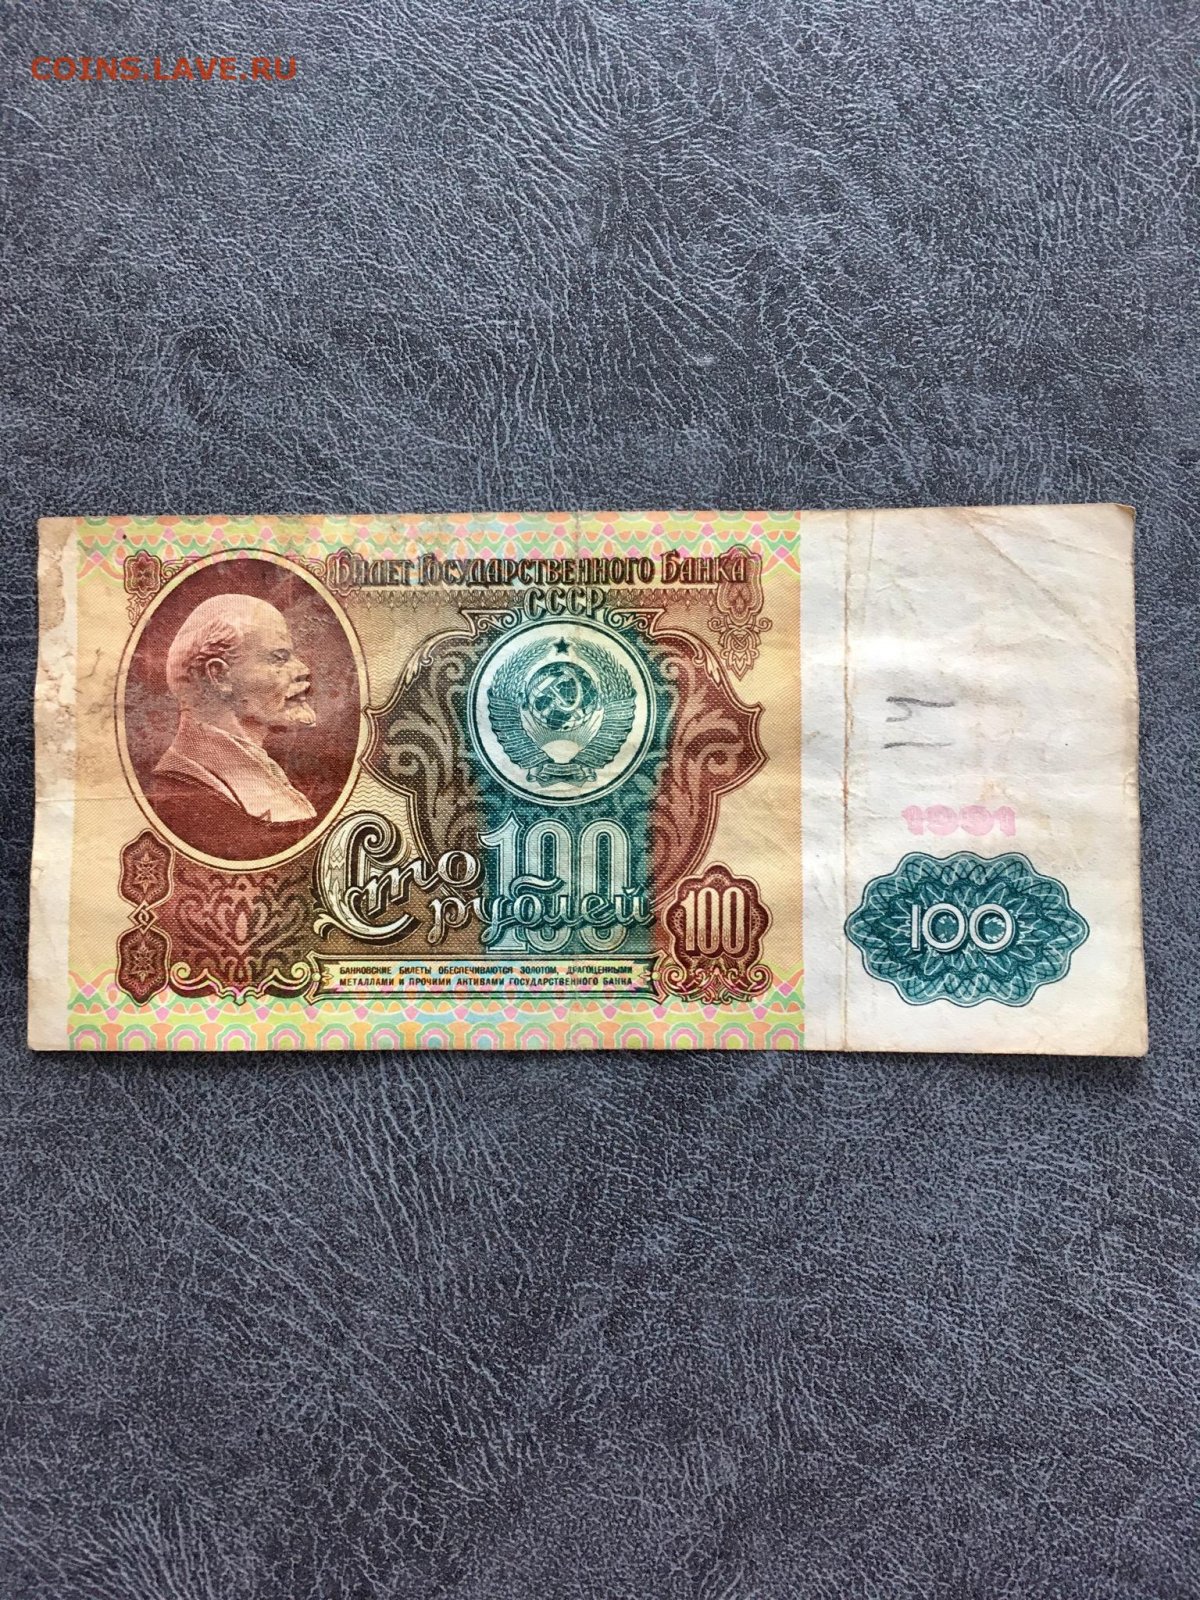 COINS.LAVE.RU
Билет Государственного Банка
СССР
100
Сто
рублей
100
1991
100
БАНКОВСКИЕ БИЛЕТЫ ОБЕСПЕЧИВАЮТСЯ ЗОЛОТОМ, ДРАГОЦЕННЫМИ
МЕТАЛЛАМИ И ПРОЧИМИ АКТИВАМИ ГОСУДАРСТВЕННОГО БАНКА